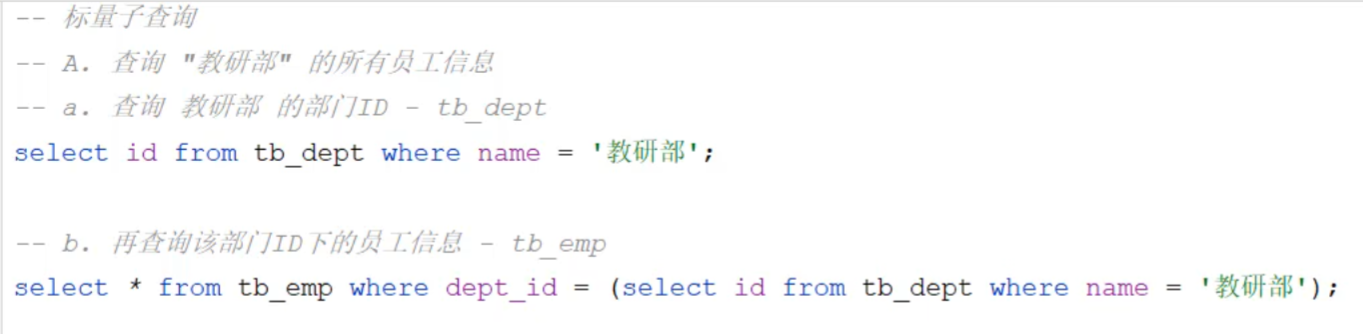 -- 标量子查询
-- A. 查询 "教研部" 的所有员工信息
-- a. 查询 教研部 的部门ID - tb_dept
select id from tb_dept where name = '教研部';
-- b. 再查询该部门ID下的员工信息 - tb_emp
select * from tb_emp where dept_id = (select id from tb_dept where name = '教研部');